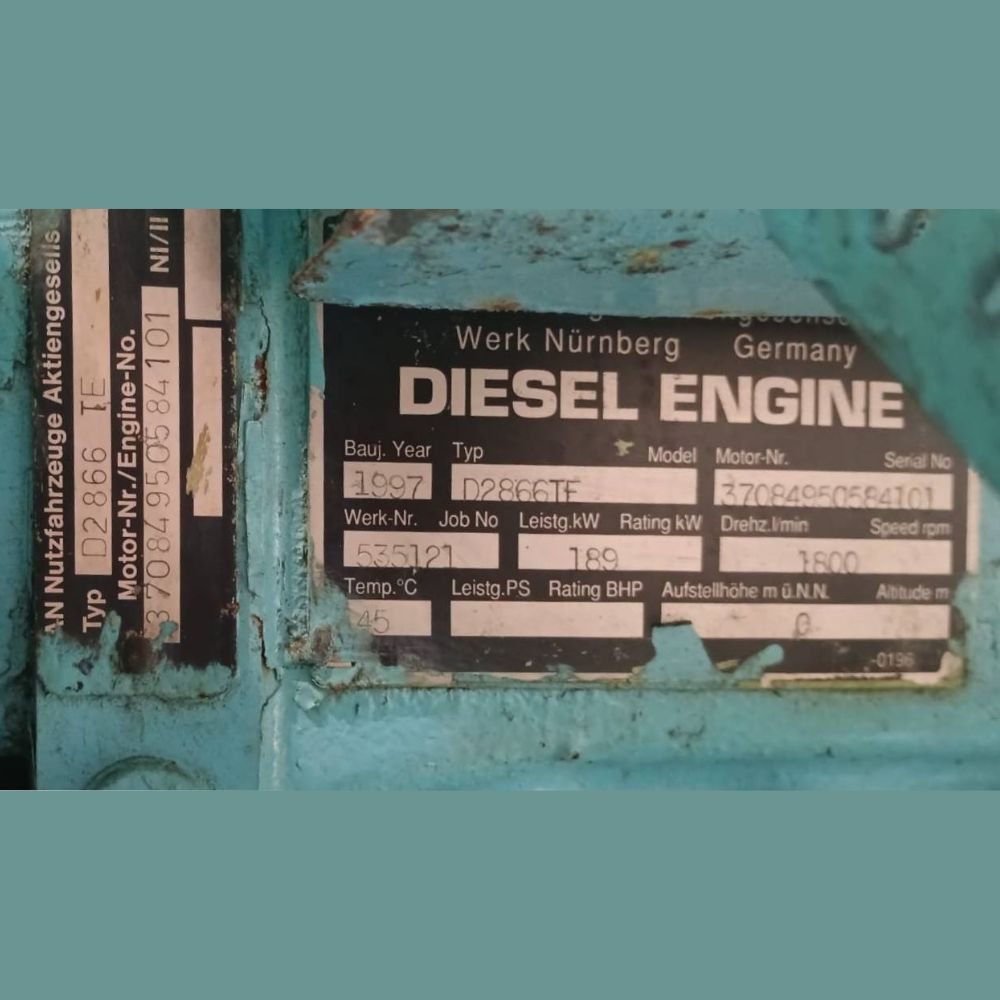 AN Nutzfahrzeuge Aktiengesells
Typ D2866 TE
Motor-Nr./Engine-No. NI/II
37084950584101
Werk Nürnberg Germany
DIESEL ENGINE
Bauj. Year Typ Model Motor-Nr. Serial No
1997 D2866TE 37084950584101
Werk-Nr. Job No Leistg.kW Rating kW Drehz.l/min Speed rpm
535121 189 1800
Temp.°C Leistg.PS Rating BHP Aufstellhöhe m ü.N.N. Altitude m
45 0
-0196